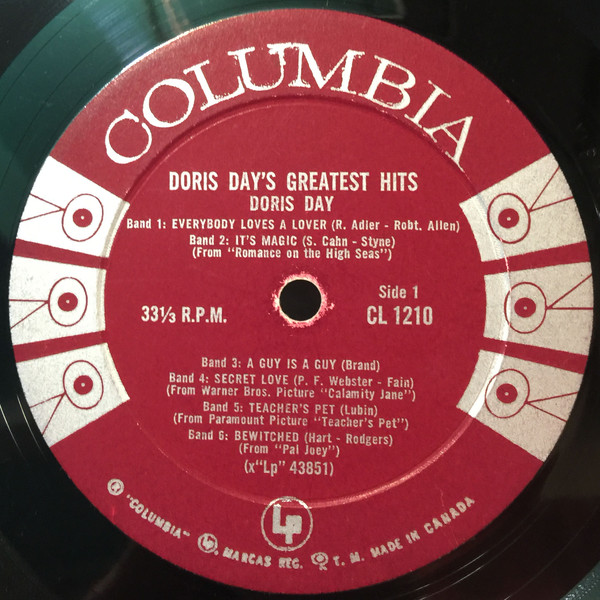 COLUMBIA
DORIS DAY'S GREATEST HITS
DORIS DAY
Band 1: EVERYBODY LOVES A LOVER (R. Adler - Robt. Allen)
Band 2: IT'S MAGIC (S. Cahn - Styne)
(From "Romance on the High Seas")
33⅓ R.P.M.
Side 1
CL 1210
Band 3: A GUY IS A GUY (Brand)
Band 4: SECRET LOVE (P. F. Webster - Fain)
(From Warner Bros. Picture "Calamity Jane")
Band 5: TEACHER'S PET (Lubin)
(From Paramount Picture "Teacher's Pet")
Band 6: BEWITCHED (Hart - Rodgers)
(From "Pal Joey")
(x"Lp" 43851)
Lp
"COLUMBIA" MARCAS REG. T. M. MADE IN CANADA